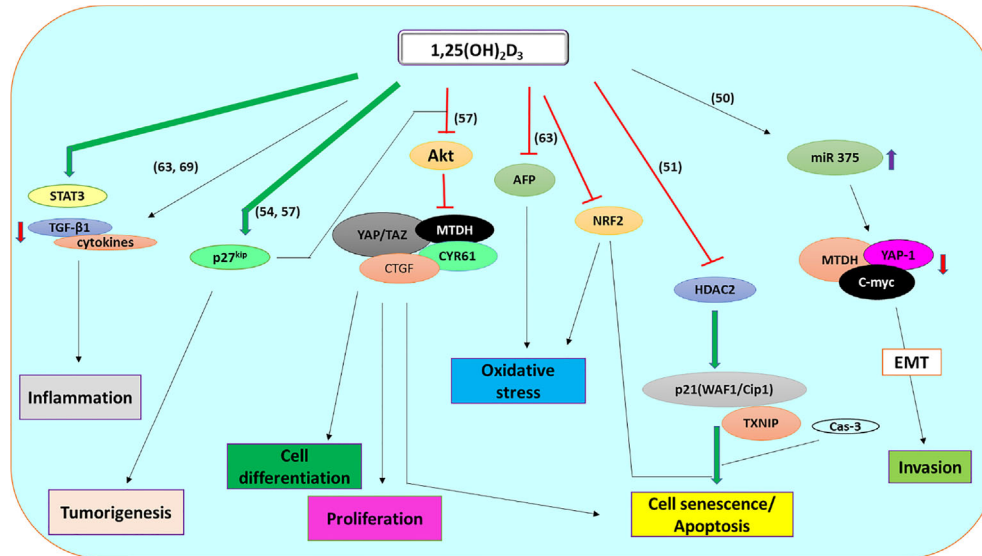 1,25(OH)₂D₃
(50)
(57)
(63)
(63, 69)
(51)
Akt
miR 375
STAT3
AFP
TGF-β1
cytokines
(54, 57)
NRF2
YAP/TAZ
MTDH
p27ᵏⁱᵖ
CYR61
CTGF
MTDH
YAP-1
C-myc
HDAC2
EMT
Inflammation
Oxidative
stress
p21(WAF1/Cip1)
TXNIP
Cas-3
Cell
differentiation
Invasion
Tumorigenesis
Proliferation
Cell senescence/
Apoptosis